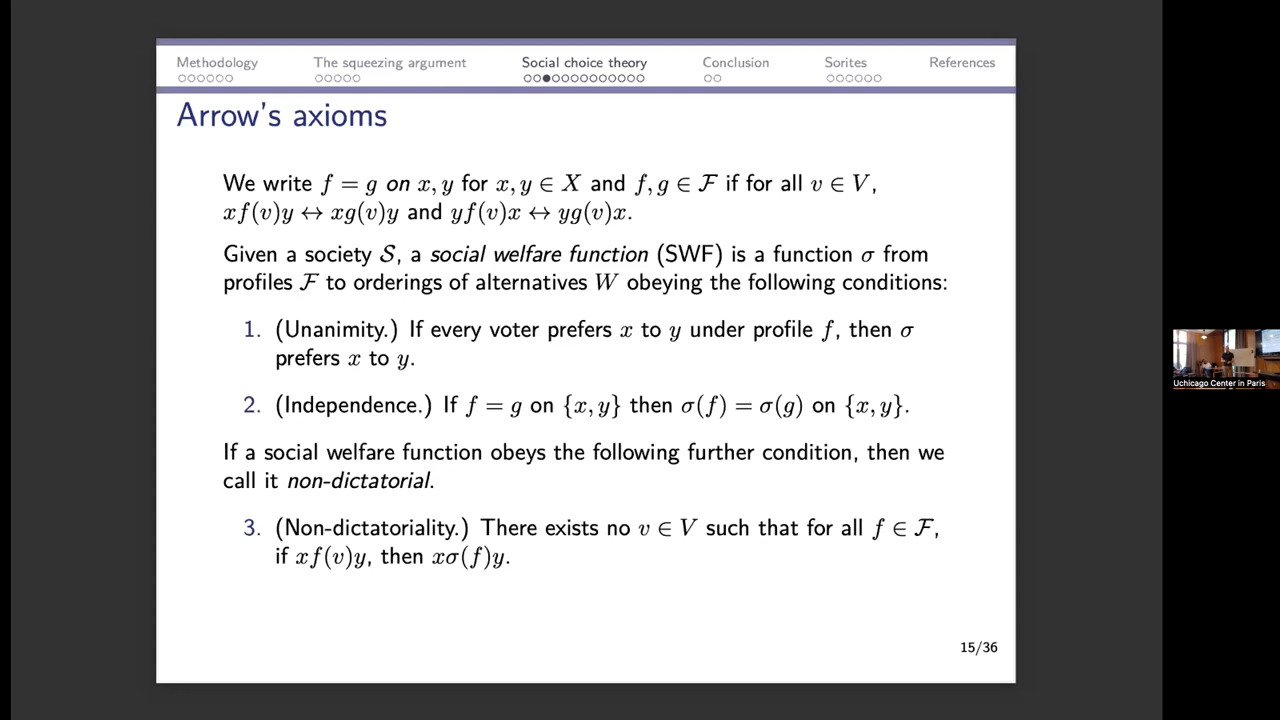 Methodology The squeezing argument Social choice theory Conclusion Sorites References
Arrow's axioms
We write f = g on x, y for x, y ∈ X and f, g ∈ ℱ if for all v ∈ V,
xf(v)y ↔ xg(v)y and yf(v)x ↔ yg(v)x.
Given a society 𝒮, a social welfare function (SWF) is a function σ from
profiles ℱ to orderings of alternatives W obeying the following conditions:
1. (Unanimity.) If every voter prefers x to y under profile f, then σ
prefers x to y.
2. (Independence.) If f = g on {x, y} then σ(f) = σ(g) on {x, y}.
If a social welfare function obeys the following further condition, then we
call it non-dictatorial.
3. (Non-dictatoriality.) There exists no v ∈ V such that for all f ∈ ℱ,
if xf(v)y, then xσ(f)y.
15/36
Uchicago Center in Paris